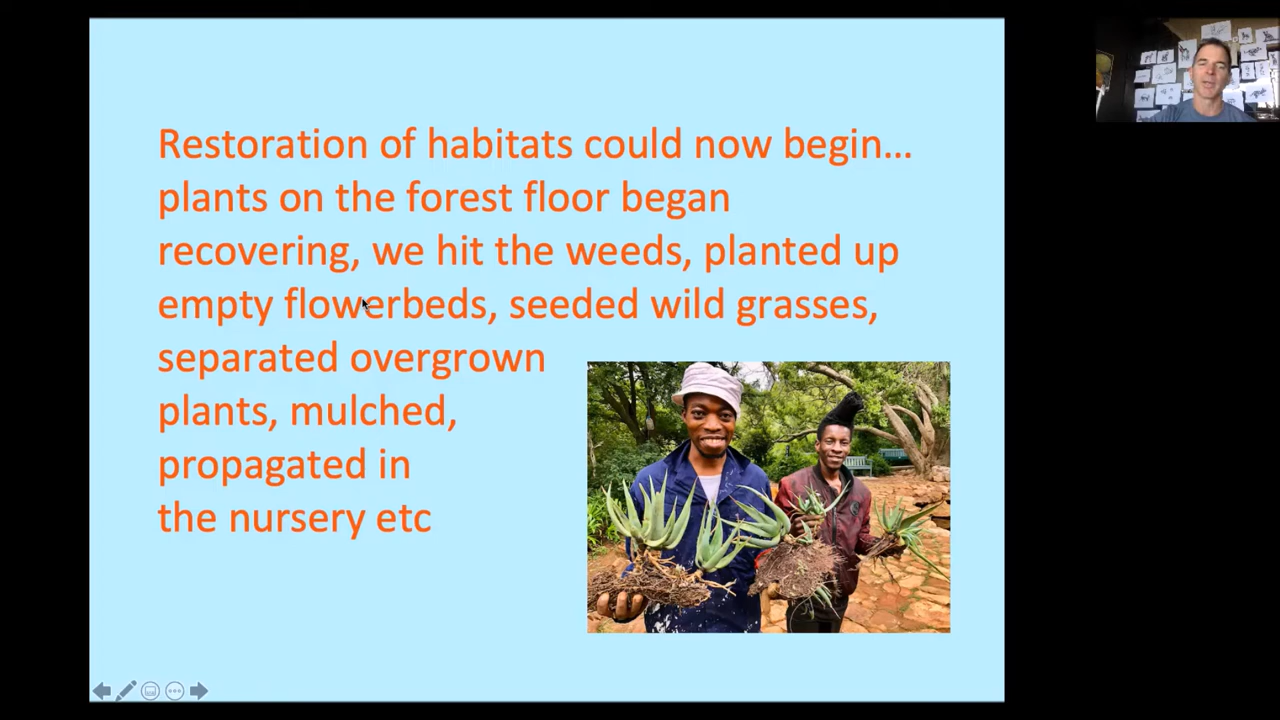 Restoration of habitats could now begin...
plants on the forest floor began
recovering, we hit the weeds, planted up
empty flowerbeds, seeded wild grasses,
separated overgrown
plants, mulched,
propagated in
the nursery etc